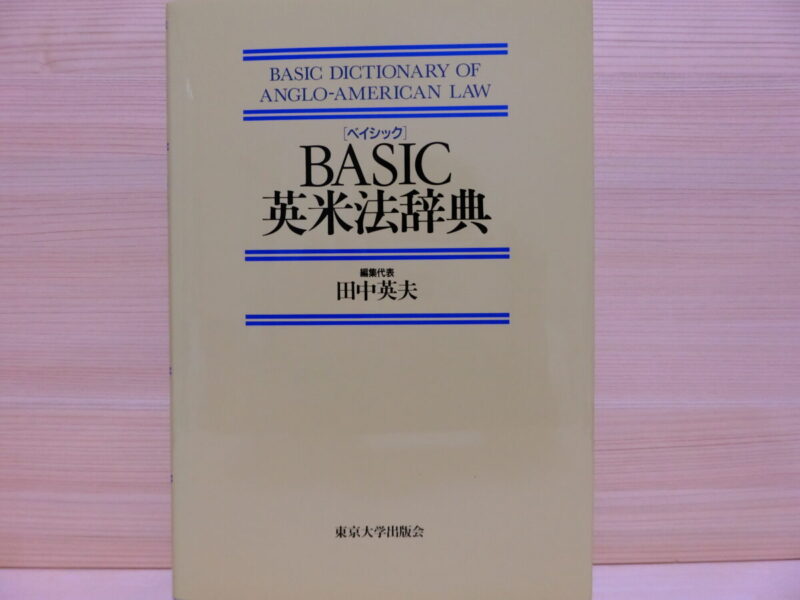 BASIC DICTIONARY OF
ANGLO-AMERICAN LAW
[ベイシック]
BASIC
英米法辞典
編集代表
田中英夫
東京大学出版会